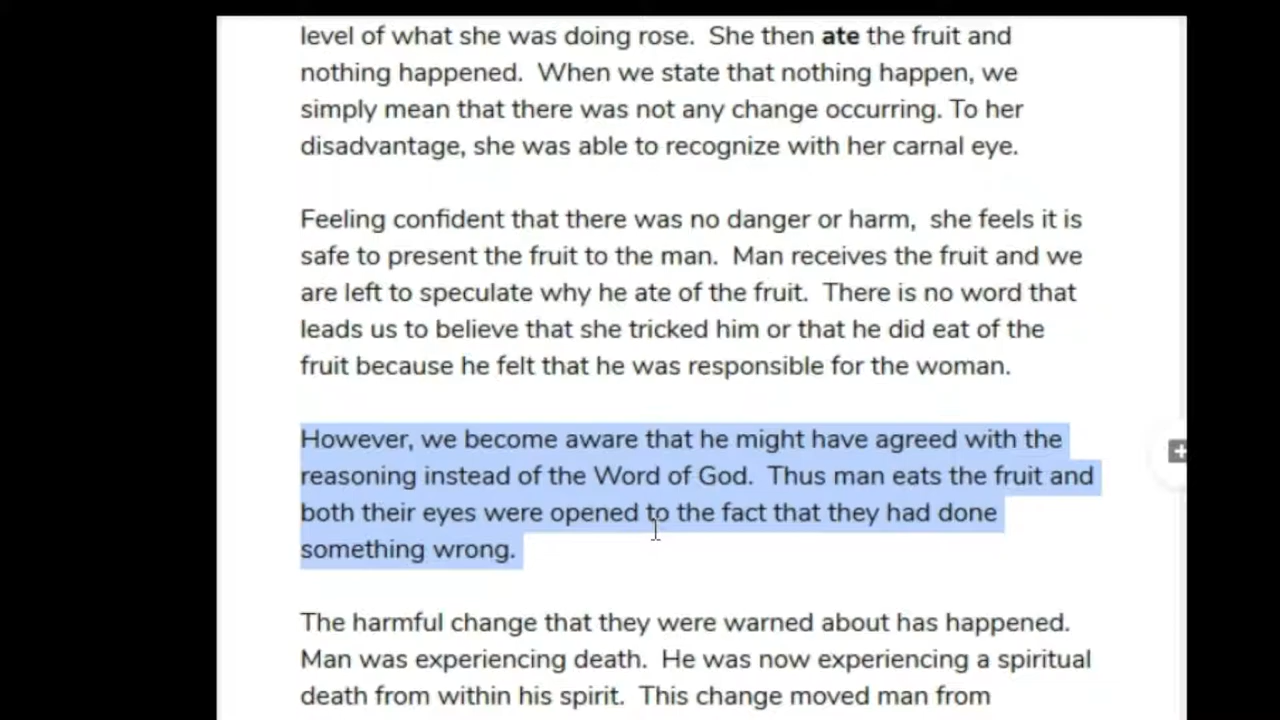 level of what she was doing rose.  She then ate the fruit and
nothing happened.  When we state that nothing happen, we
simply mean that there was not any change occurring. To her
disadvantage, she was able to recognize with her carnal eye.
Feeling confident that there was no danger or harm,  she feels it is
safe to present the fruit to the man.  Man receives the fruit and we
are left to speculate why he ate of the fruit.  There is no word that
leads us to believe that she tricked him or that he did eat of the
fruit because he felt that he was responsible for the woman.
However, we become aware that he might have agreed with the
reasoning instead of the Word of God.  Thus man eats the fruit and
both their eyes were opened to the fact that they had done
something wrong.
The harmful change that they were warned about has happened.
Man was experiencing death.  He was now experiencing a spiritual
death from within his spirit.  This change moved man from